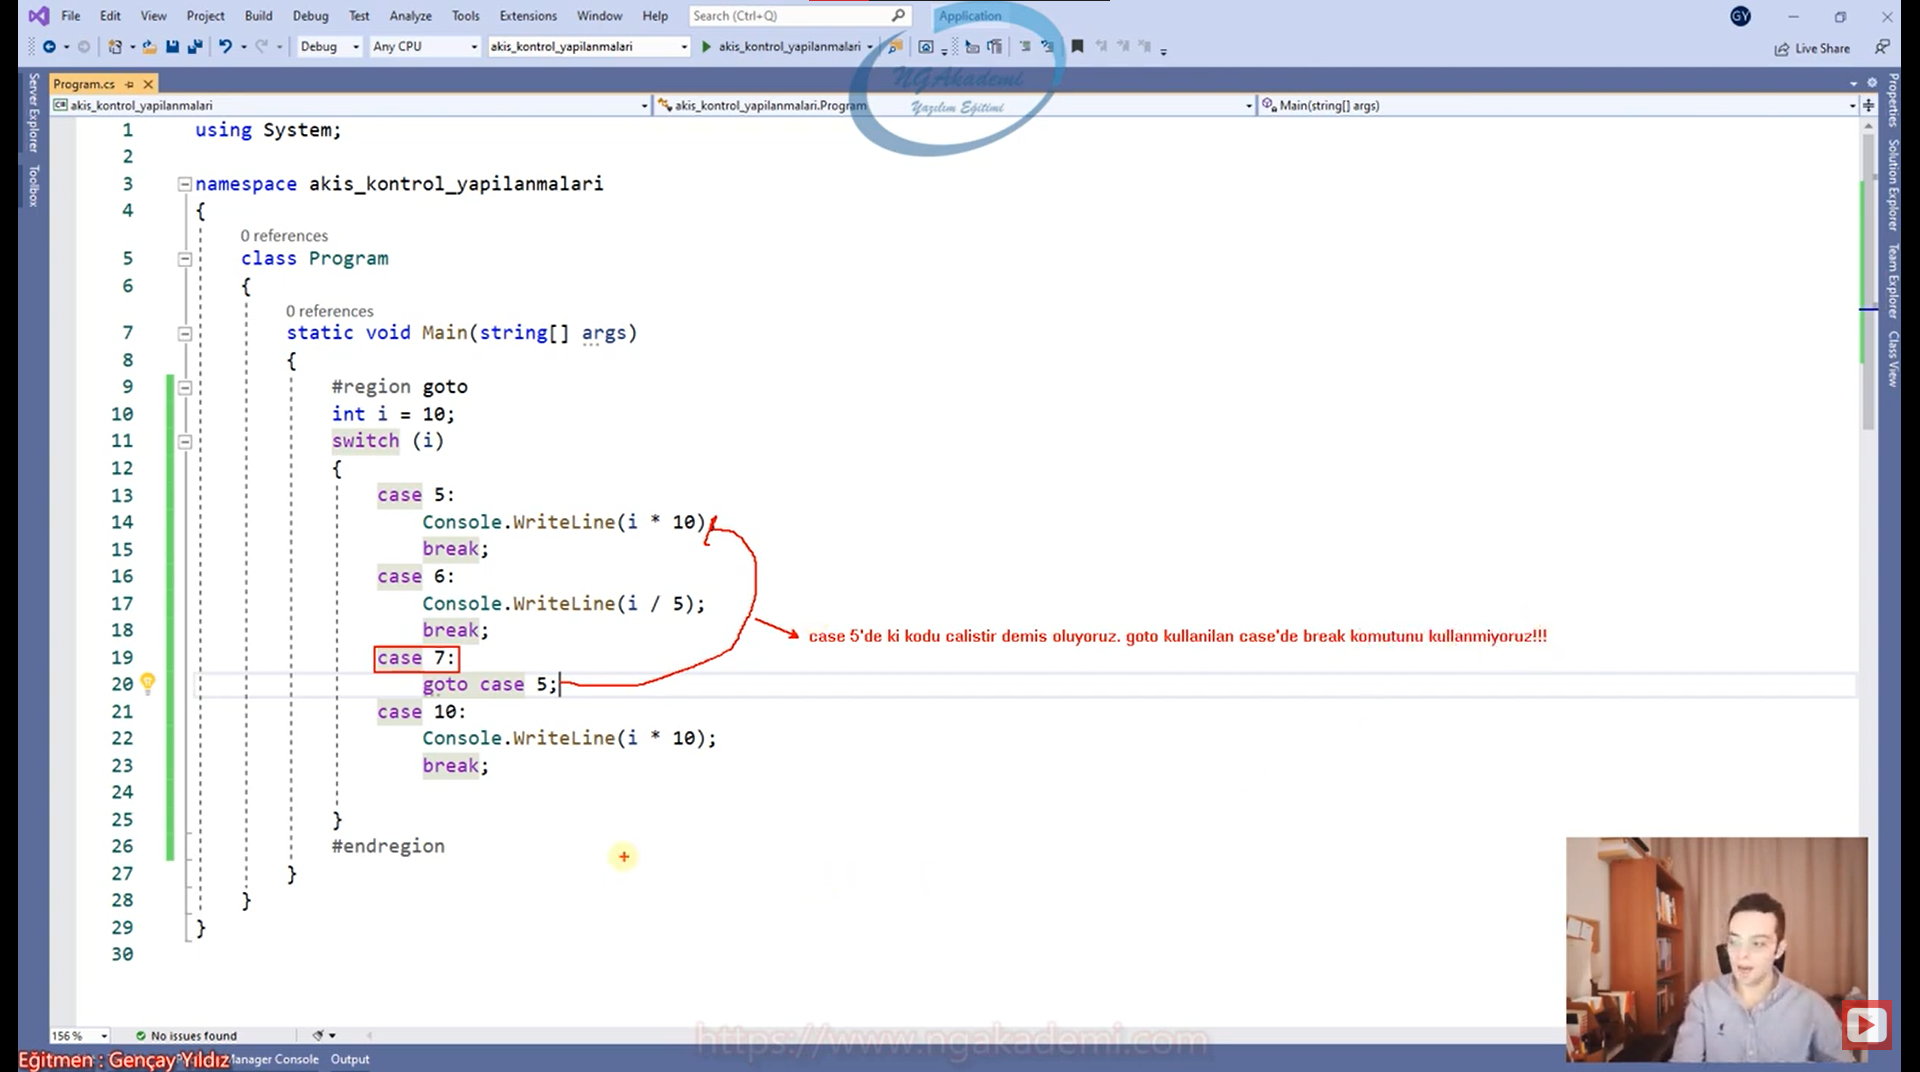 File Edit View Project Build Debug Test Analyze Tools Extensions Window Help Search (Ctrl+Q) Application GY
Debug Any CPU akis_kontrol_yapilanmalari akis_kontrol_yapilanmalari Live Share
NGAkademi
Yazılım Eğitimi
Server Explorer
Toolbox
Properties
Solution Explorer
Team Explorer
Class View
Program.cs
akis_kontrol_yapilanmalari akis_kontrol_yapilanmalari.Program Main(string[] args)
1 using System;
2
3 namespace akis_kontrol_yapilanmalari
4 {
0 references
5 class Program
6 {
0 references
7 static void Main(string[] args)
8 {
9 #region goto
10 int i = 10;
11 switch (i)
12 {
13 case 5:
14 Console.WriteLine(i * 10);
15 break;
16 case 6:
17 Console.WriteLine(i / 5);
18 break;
case 5'de ki kodu calistir demis oluyoruz. goto kullanilan case'de break komutunu kullanmiyoruz!!!
19 case 7:
20 goto case 5;
21 case 10:
22 Console.WriteLine(i * 10);
23 break;
24
25 }
26 #endregion
27 }
28 }
29 }
30
156 % No issues found
https://www.ngakademi.com
Eğitmen : Gençay Yıldız Manager Console Output